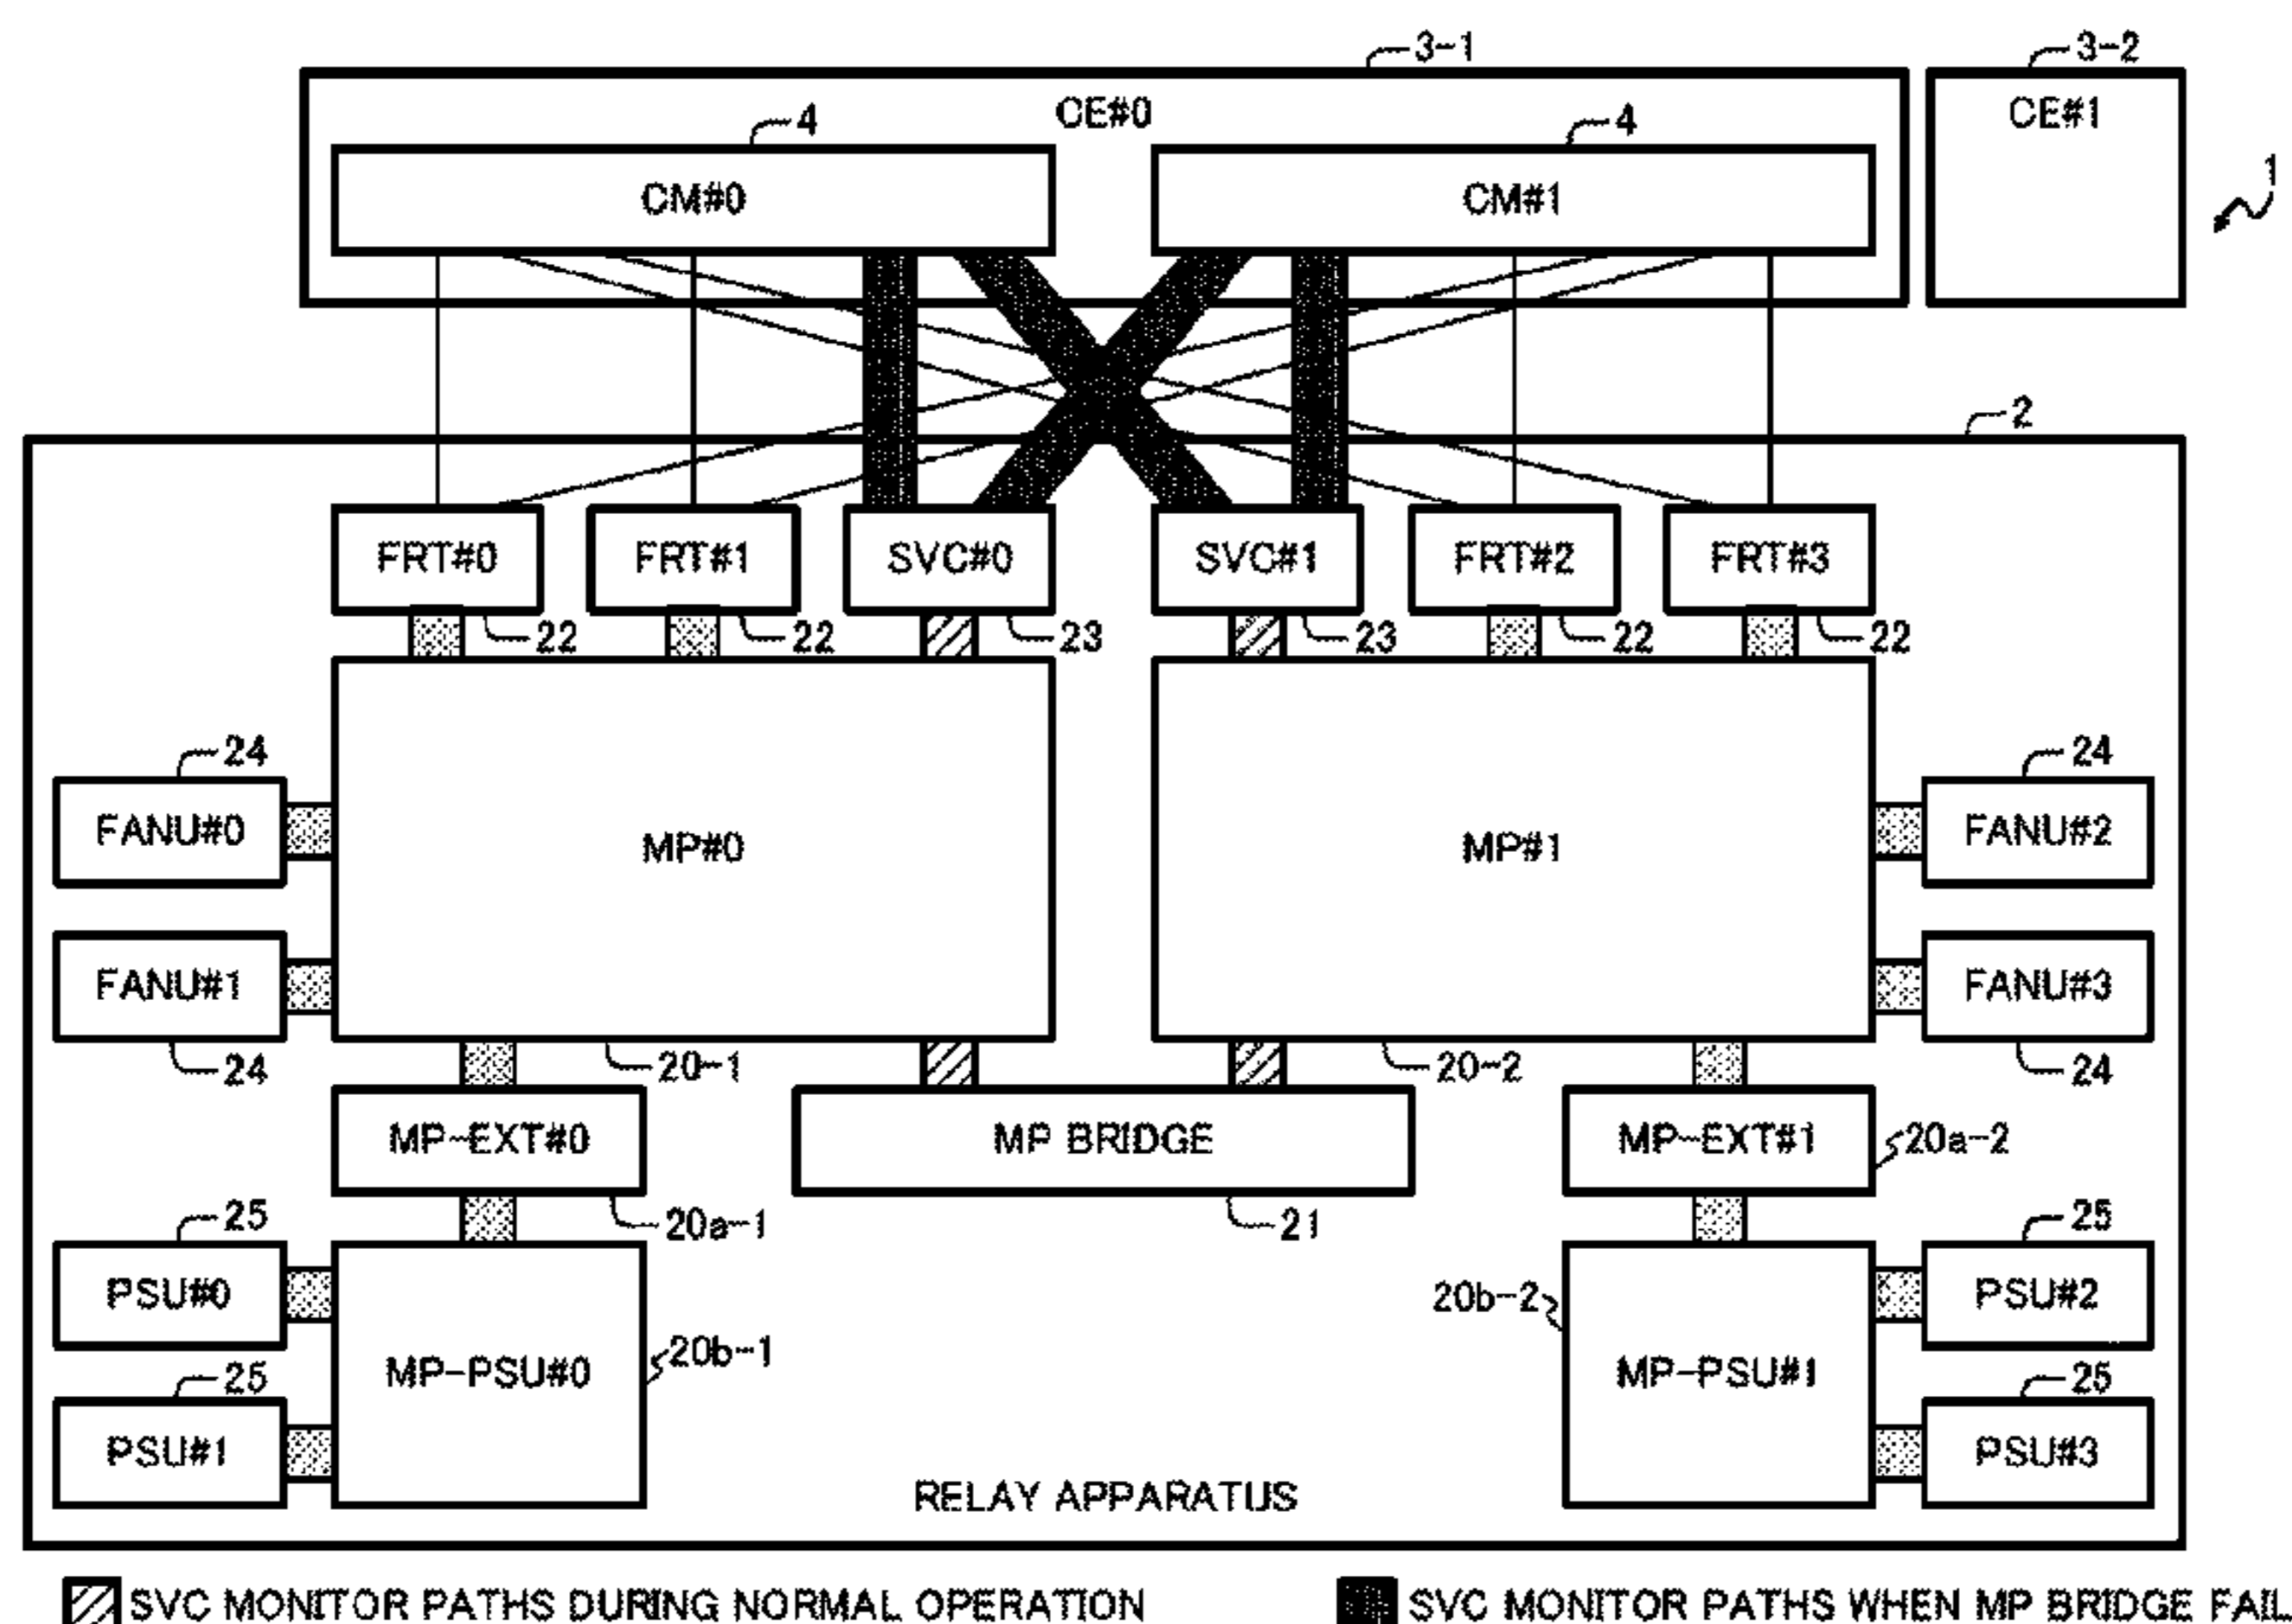 3-1
3-2
CE#0
CE#1
4
4
1
CM#0
CM#1
2
FRT#0
FRT#1
SVC#0
SVC#1
FRT#2
FRT#3
22
22
23
23
22
22
24
24
FANU#0
MP#0
MP#1
FANU#2
FANU#1
FANU#3
24
20-1
20-2
24
MP-EXT#0
MP BRIDGE
MP-EXT#1
20a-2
25
20a-1
21
25
PSU#0
20b-2
PSU#2
MP-PSU#0
20b-1
MP-PSU#1
25
25
PSU#1
PSU#3
RELAY APPARATUS
SVC MONITOR PATHS DURING NORMAL OPERATION
SVC MONITOR PATHS WHEN MP BRIDGE FAIL